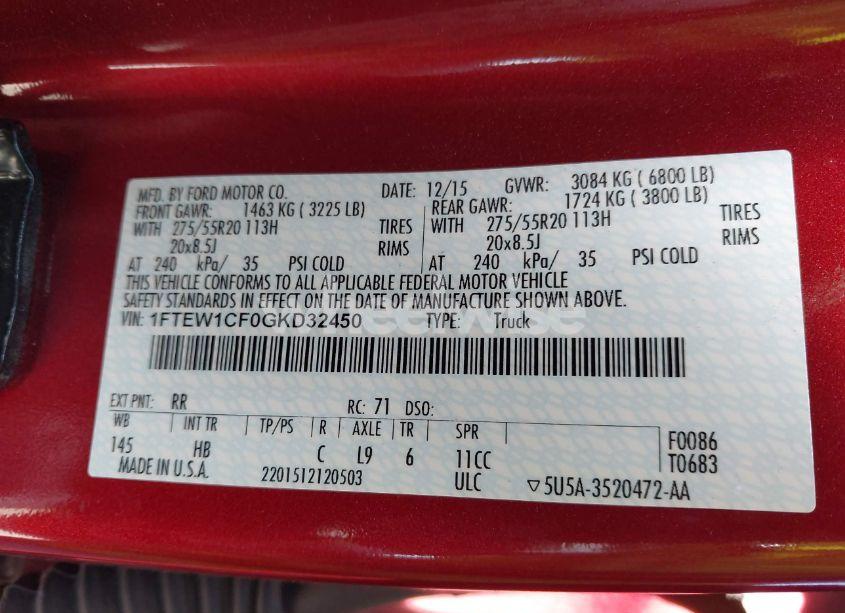 MFD. BY FORD MOTOR CO. DATE: 12/15 GVWR: 3084 KG ( 6800 LB)
FRONT GAWR: 1463 KG ( 3225 LB) REAR GAWR: 1724 KG ( 3800 LB)
WITH 275/55R20 113H TIRES WITH 275/55R20 113H TIRES
20x8.5J RIMS 20x8.5J RIMS
AT 240 kPa/ 35 PSI COLD AT 240 kPa/ 35 PSI COLD
THIS VEHICLE CONFORMS TO ALL APPLICABLE FEDERAL MOTOR VEHICLE
SAFETY STANDARDS IN EFFECT ON THE DATE OF MANUFACTURE SHOWN ABOVE.
VIN: 1FTEW1CF0GKD32450 TYPE: Truck
EXT PNT: RR RC: 71 DSO:
WB INT TR TP/PS R AXLE TR SPR F0086
145 HB C L9 6 11CC T0683
MADE IN U.S.A. 2201512120503 ULC ▽5U5A-3520472-AA